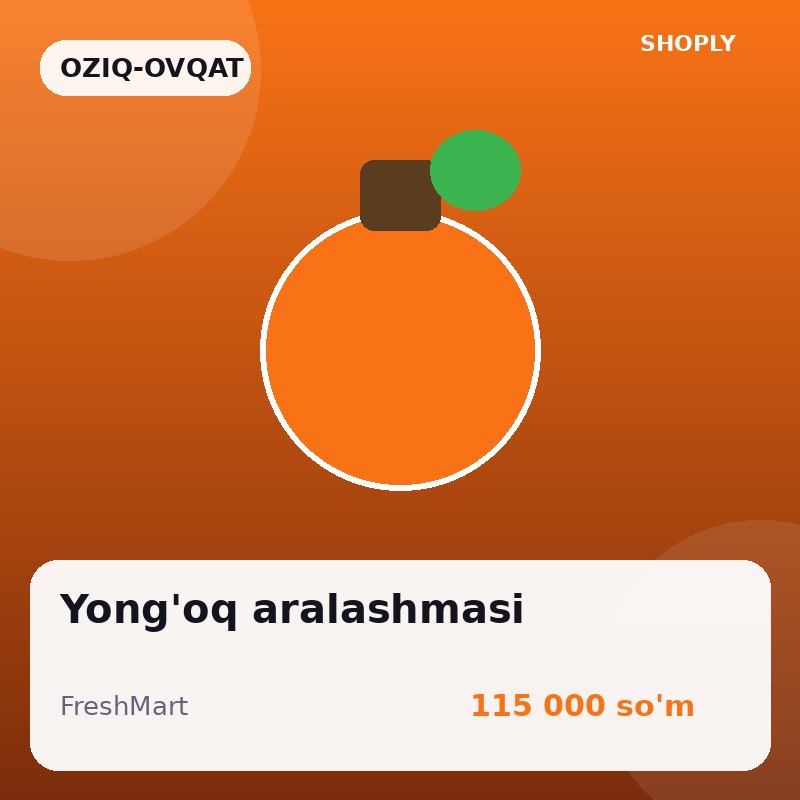 OZIQ-OVQAT
SHOPLY
Yong'oq aralashmasi
FreshMart
115 000 so'm